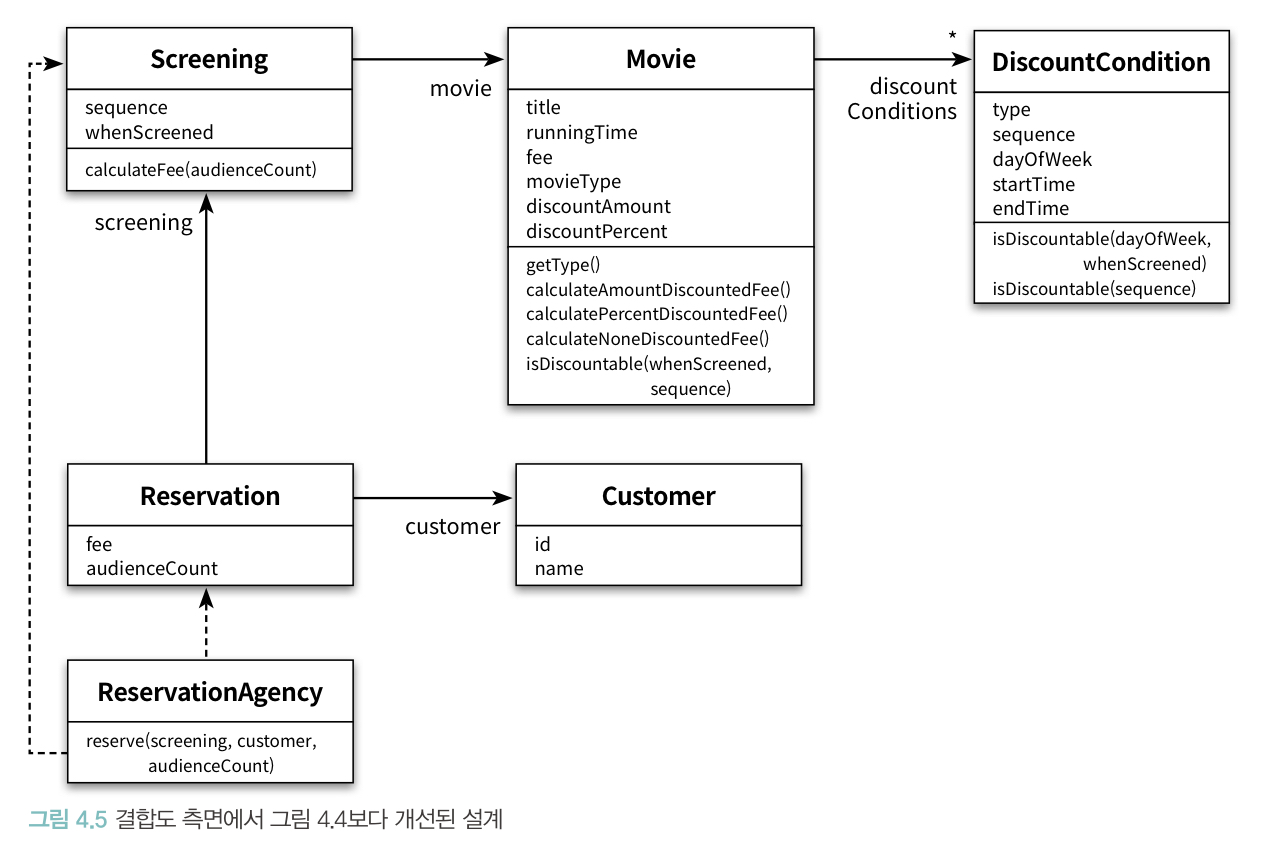 Screening
sequence
whenScreened
calculateFee(audienceCount)
movie
Movie
title
runningTime
fee
movieType
discountAmount
discountPercent
getType()
calculateAmountDiscountedFee()
calculatePercentDiscountedFee()
calculateNoneDiscountedFee()
isDiscountable(whenScreened,
sequence)
*
discount
Conditions
DiscountCondition
type
sequence
dayOfWeek
startTime
endTime
isDiscountable(dayOfWeek,
whenScreened)
isDiscountable(sequence)
screening
Reservation
fee
audienceCount
customer
Customer
id
name
ReservationAgency
reserve(screening, customer,
audienceCount)
그림 4.5 결합도 측면에서 그림 4.4보다 개선된 설계